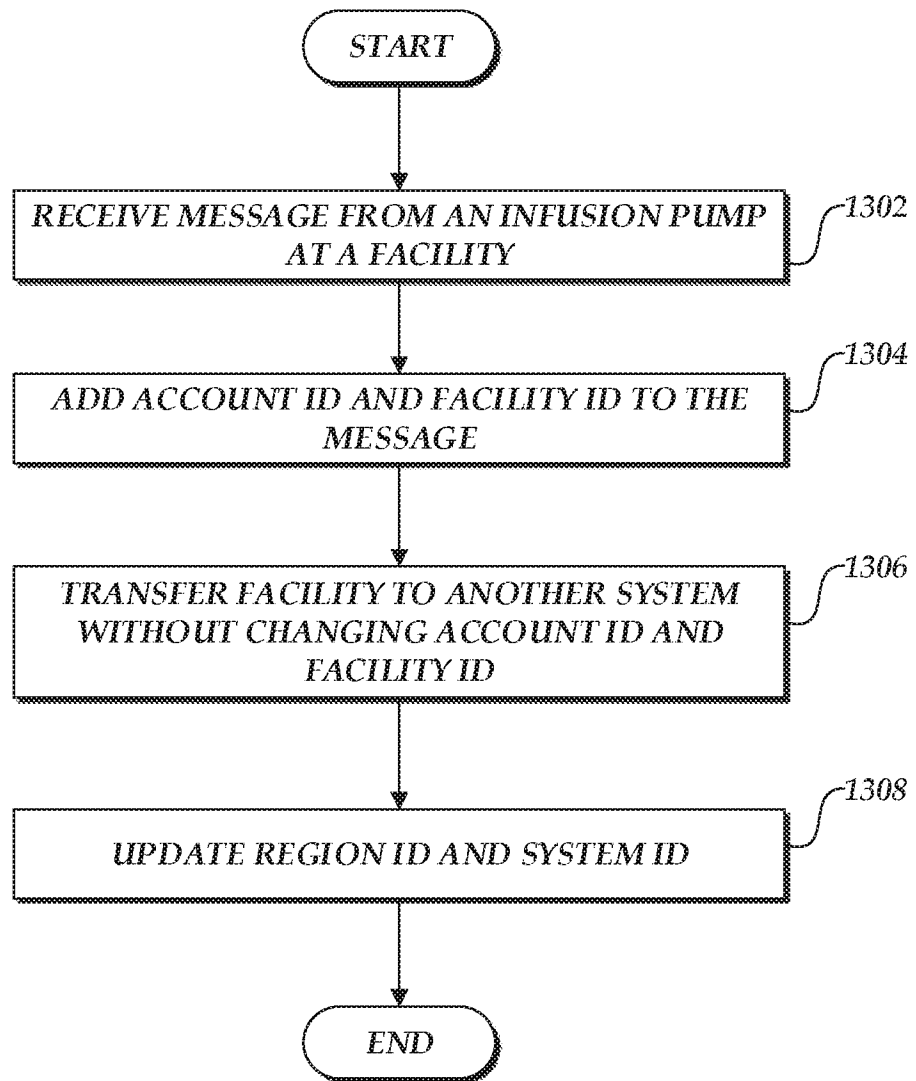 START
RECEIVE MESSAGE FROM AN INFUSION PUMP
AT A FACILITY
1302
ADD ACCOUNT ID AND FACILITY ID TO THE
MESSAGE
1304
TRANSFER FACILITY TO ANOTHER SYSTEM
WITHOUT CHANGING ACCOUNT ID AND
FACILITY ID
1306
UPDATE REGION ID AND SYSTEM ID
1308
END